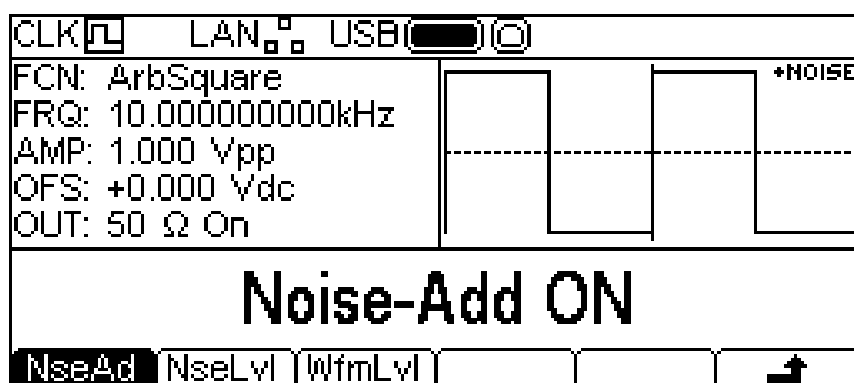 CLK LAN USB
FCN: ArbSquare
+NOISE
FRQ: 10.000000000kHz
AMP: 1.000 Vpp
OFS: +0.000 Vdc
OUT: 50 Ω On
Noise-Add ON
NseAd NseLvl WfmLvl